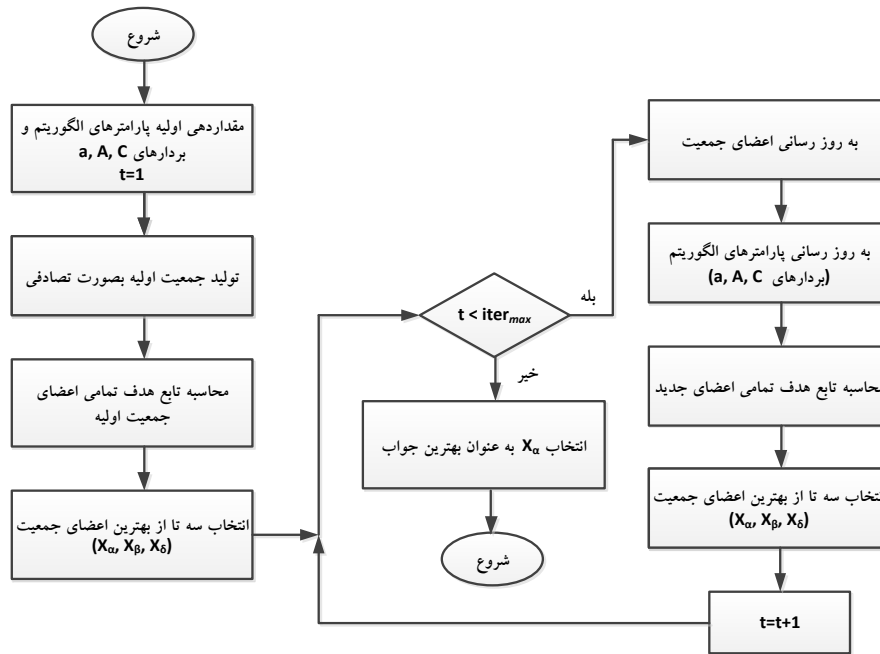 شروع
مقداردهی اولیه پارامترهای الگوریتم و
بردارهای a, A, C
t=1
تولید جمعیت اولیه بصورت تصادفی
محاسبه تابع هدف تمامی اعضای
جمعیت اولیه
انتخاب سه تا از بهترین اعضای جمعیت
(Xα, Xβ, Xδ)
t < itermax
بله
خیر
انتخاب Xα به عنوان بهترین جواب
شروع
به روز رسانی اعضای جمعیت
به روز رسانی پارامترهای الگوریتم
(بردارهای a, A, C)
محاسبه تابع هدف تمامی اعضای جدید
انتخاب سه تا از بهترین اعضای جمعیت
(Xα, Xβ, Xδ)
t=t+1